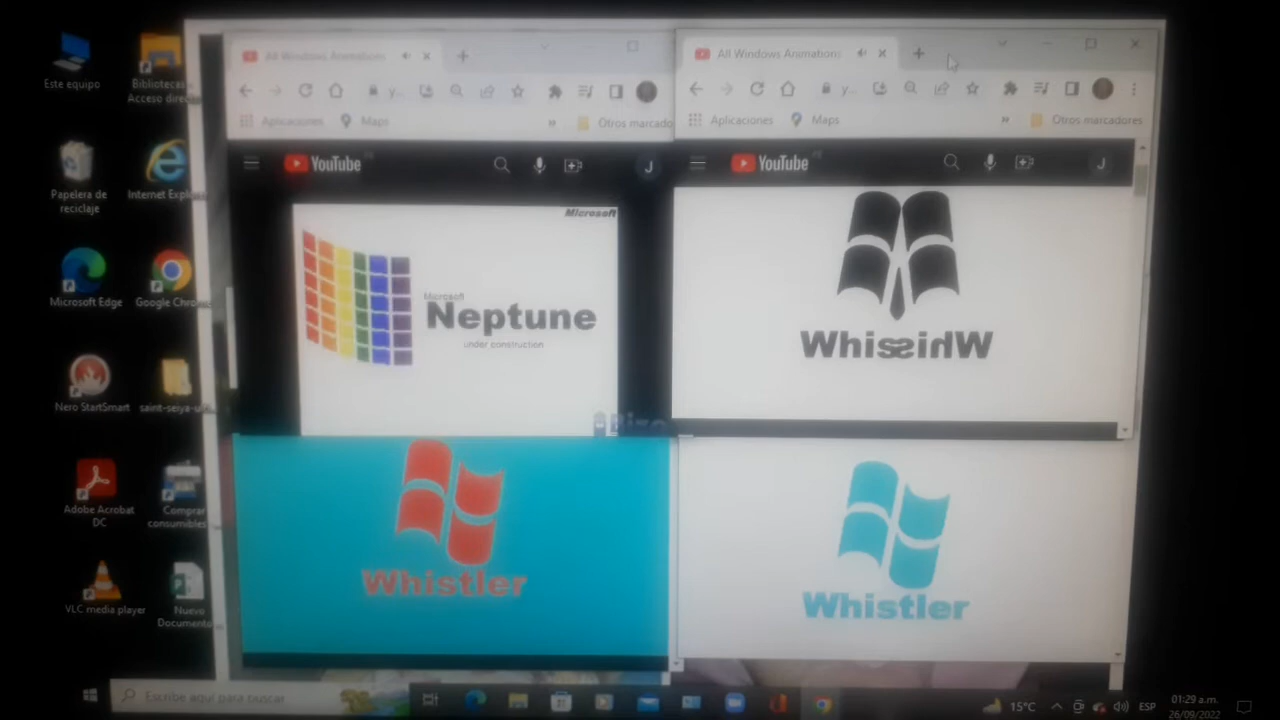 Este equipo
Bibliotecas
Acceso direc
Papelera de
reciclaje
Internet Explo
Microsoft Edge
Google Chro
Nero StartSmart
Adobe Acrobat
DC
Comprar
consumibles
VLC media player
Nuevo
Documento
All Windows Animations
y...
Aplicaciones
Maps
»
Otros marcado
YouTube
J
Microsoft
Microsoft
Neptune
under construction
All Windows Animations
y...
Aplicaciones
Maps
»
Otros marcadores
YouTube
J
WhissihW
Whistler
Whistler
Escribe aquí para buscar
15°C
ESP
01:29 a.m.
26/09/2022